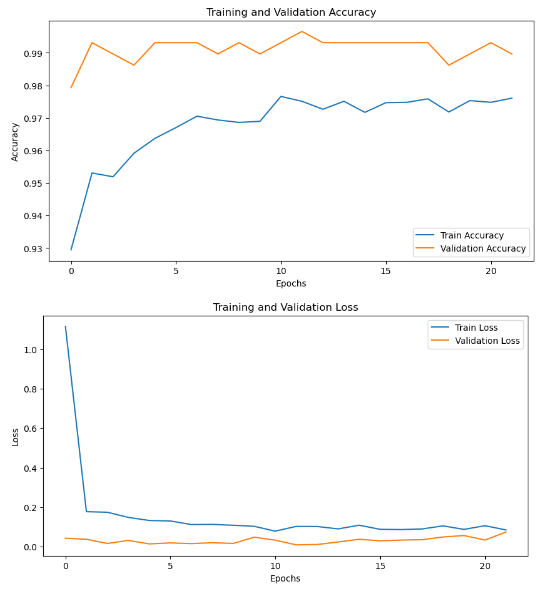 Training and Validation Accuracy
0.99
0.98
0.97
0.96
0.95
0.94
0.93
Accuracy
Train Accuracy
Validation Accuracy
0 5 10 15 20
Epochs
Training and Validation Loss
Train Loss
Validation Loss
1.0
0.8
0.6
0.4
0.2
0.0
Loss
0 5 10 15 20
Epochs